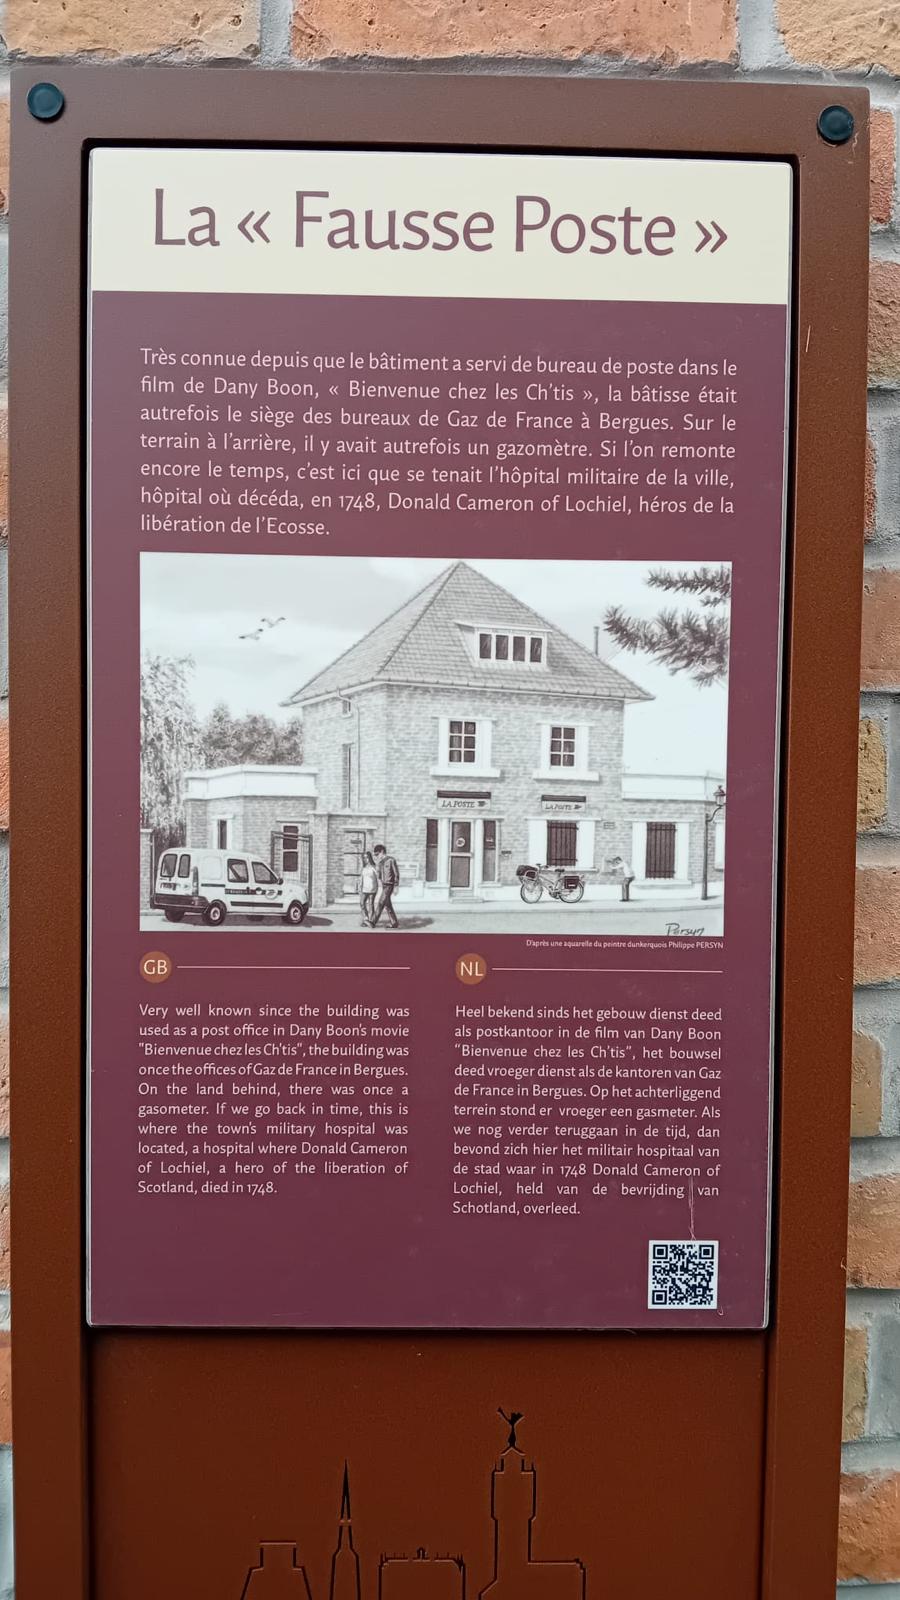 La « Fausse Poste »
Très connue depuis que le bâtiment a servi de bureau de poste dans le
film de Dany Boon, « Bienvenue chez les Ch'tis », la bâtisse était
autrefois le siège des bureaux de Gaz de France à Bergues. Sur le
terrain à l'arrière, il y avait autrefois un gazomètre. Si l'on remonte
encore le temps, c'est ici que se tenait l'hôpital militaire de la ville,
hôpital où décéda, en 1748, Donald Cameron of Lochiel, héros de la
libération de l'Ecosse.
LA POSTE
LA POSTE
Persyn
D'après une aquarelle du peintre dunkerquois Philippe PERSYN
GB
Very well known since the building was
used as a post office in Dany Boon's movie
"Bienvenue chez les Ch'tis", the building was
once the offices of Gaz de France in Bergues.
On the land behind, there was once a
gasometer. If we go back in time, this is
where the town's military hospital was
located, a hospital where Donald Cameron
of Lochiel, a hero of the liberation of
Scotland, died in 1748.
NL
Heel bekend sinds het gebouw dienst deed
als postkantoor in de film van Dany Boon
“Bienvenue chez les Ch'tis”, het bouwsel
deed vroeger dienst als de kantoren van Gaz
de France in Bergues. Op het achterliggend
terrein stond er vroeger een gasmeter. Als
we nog verder teruggaan in de tijd, dan
bevond zich hier het militair hospitaal van
de stad waar in 1748 Donald Cameron of
Lochiel, held van de bevrijding van
Schotland, overleed.